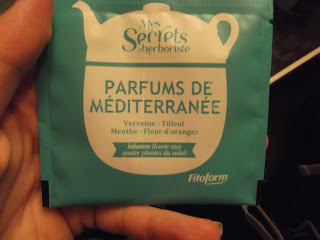 Mes
Secrets
d'herboriste
PARFUMS DE
MÉDITERRANÉE
Verveine - Tilleul
Menthe - Fleur d'oranger
Infusion fleurie aux
quatre plantes du soleil
Fitoform